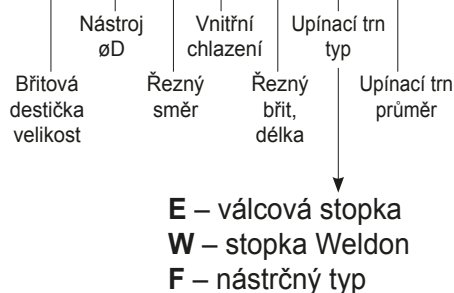 Nástroj
øD
Vnitřní
chlazení
Upínací trn
typ
Břitová
destička
velikost
Řezný
směr
Řezný
břit,
délka
Upínací trn
průměr
E – válcová stopka
W – stopka Weldon
F – nástrčný typ